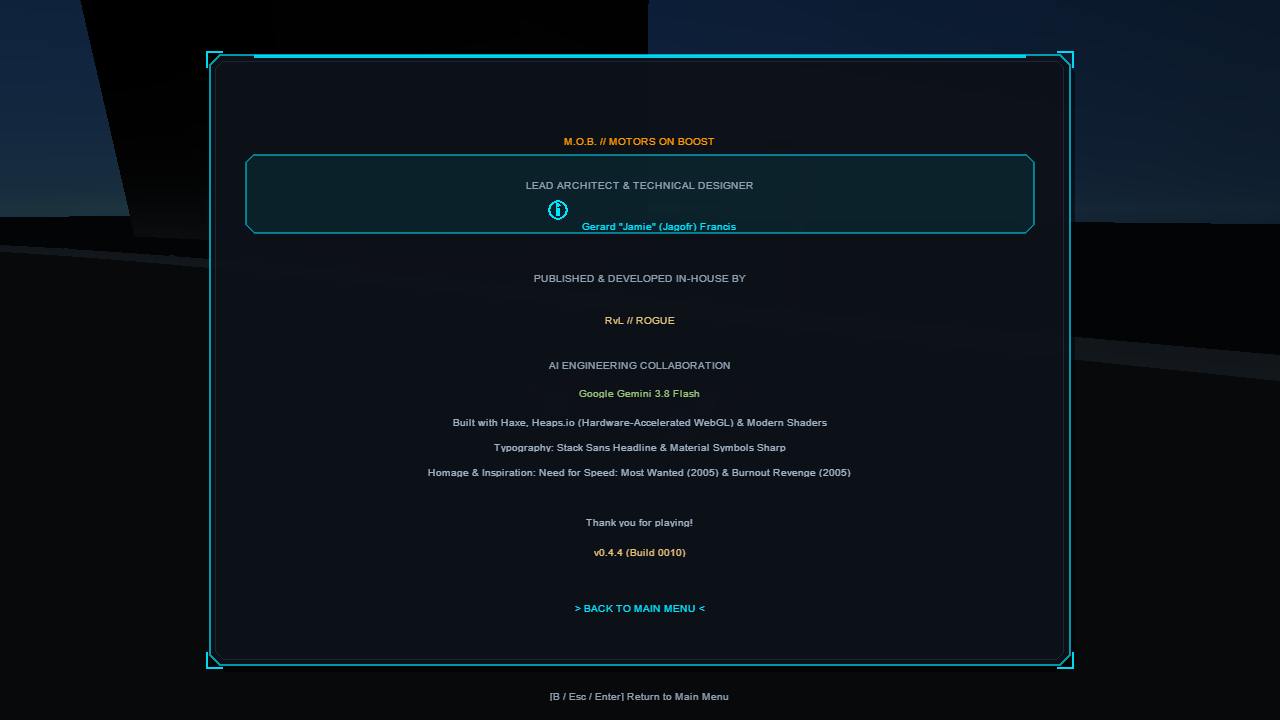 M.O.B. // MOTORS ON BOOST
LEAD ARCHITECT & TECHNICAL DESIGNER
Gerard "Jamie" (Jagofr) Francis
PUBLISHED & DEVELOPED IN-HOUSE BY
RvL // ROGUE
AI ENGINEERING COLLABORATION
Google Gemini 3.8 Flash
Built with Haxe, Heaps.io (Hardware-Accelerated WebGL) & Modern Shaders
Typography: Stack Sans Headline & Material Symbols Sharp
Homage & Inspiration: Need for Speed: Most Wanted (2005) & Burnout Revenge (2005)
Thank you for playing!
v0.4.4 (Build 0010)
> BACK TO MAIN MENU <
[B / Esc / Enter] Return to Main Menu